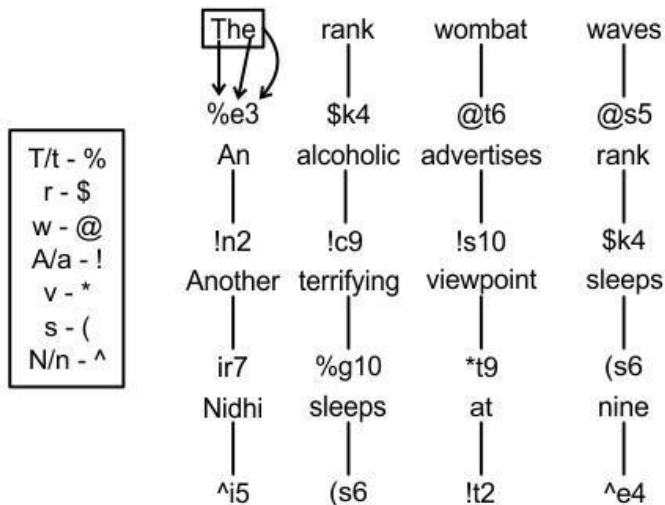 The rank wombat waves
%e3 $k4 @t6 @s5
An alcoholic advertises rank
!n2 !c9 !s10 $k4
Another terrifying viewpoint sleeps
ir7 %g10 *t9 (s6
Nidhi sleeps at nine
^i5 (s6 !t2 ^e4
T/t - %
r - $
w - @
A/a - !
v - *
s - (
N/n - ^